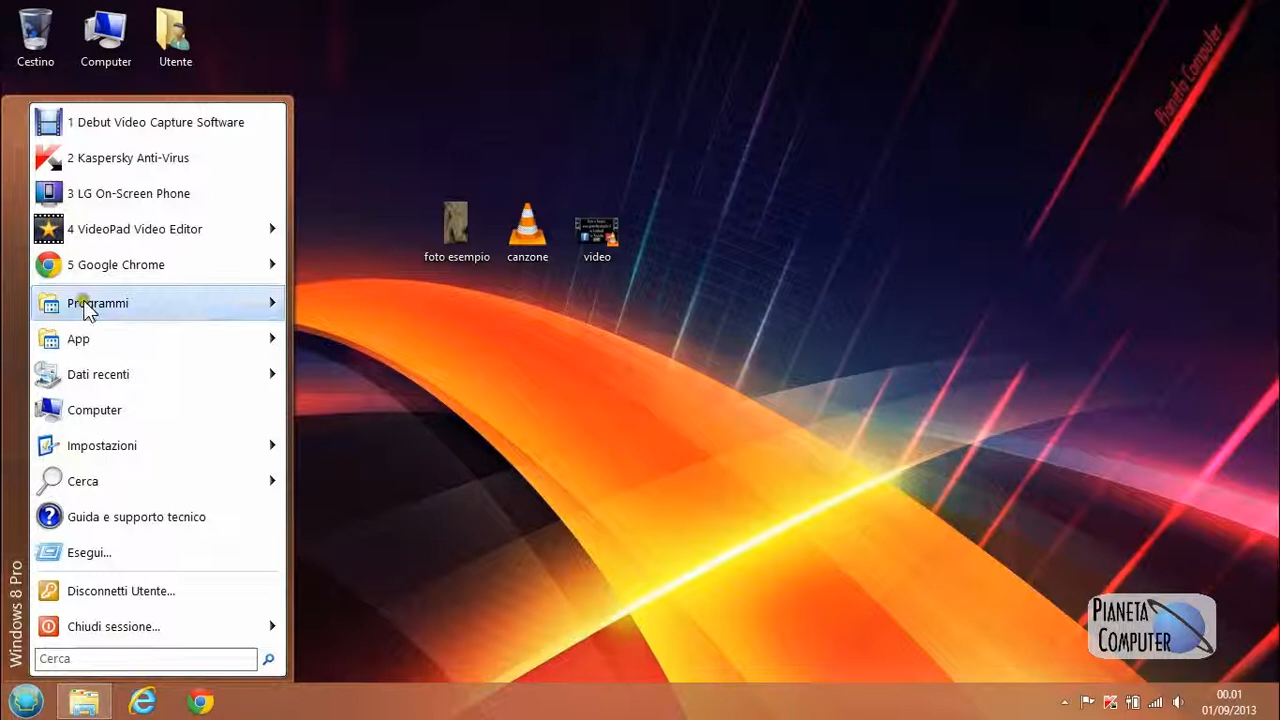 Cestino
Computer
Utente
Pianeta Computer
1 Debut Video Capture Software
2 Kaspersky Anti-Virus
3 LG On-Screen Phone
4 VideoPad Video Editor
5 Google Chrome
Programmi
App
Dati recenti
Computer
Impostazioni
Cerca
Guida e supporto tecnico
Esegui...
Disconnetti Utente...
Chiudi sessione...
Cerca
Windows 8 Pro
foto esempio
canzone
video
PIANETA
COMPUTER
00.01
01/09/2013